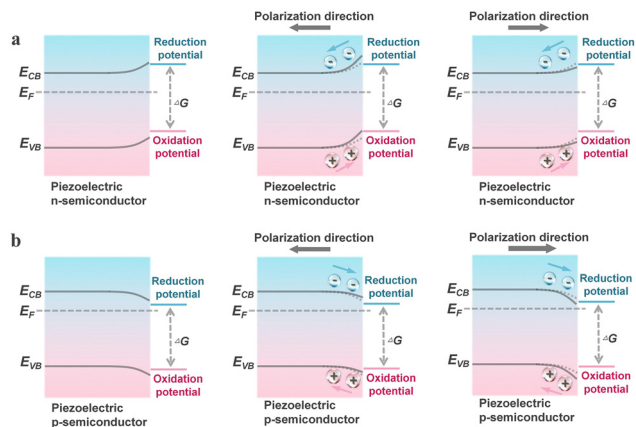 Polarization direction
Polarization direction
a
Reduction
potential
E_CB
E_F
△G
E_VB
Oxidation
potential
Piezoelectric
n-semiconductor
Reduction
potential
E_CB
E_F
△G
E_VB
Oxidation
potential
Piezoelectric
n-semiconductor
Reduction
potential
E_CB
E_F
△G
E_VB
Oxidation
potential
Piezoelectric
n-semiconductor
b
Polarization direction
Polarization direction
Reduction
potential
E_CB
E_F
△G
E_VB
Oxidation
potential
Piezoelectric
p-semiconductor
Reduction
potential
E_CB
E_F
△G
E_VB
Oxidation
potential
Piezoelectric
p-semiconductor
Reduction
potential
E_CB
E_F
△G
E_VB
Oxidation
potential
Piezoelectric
p-semiconductor